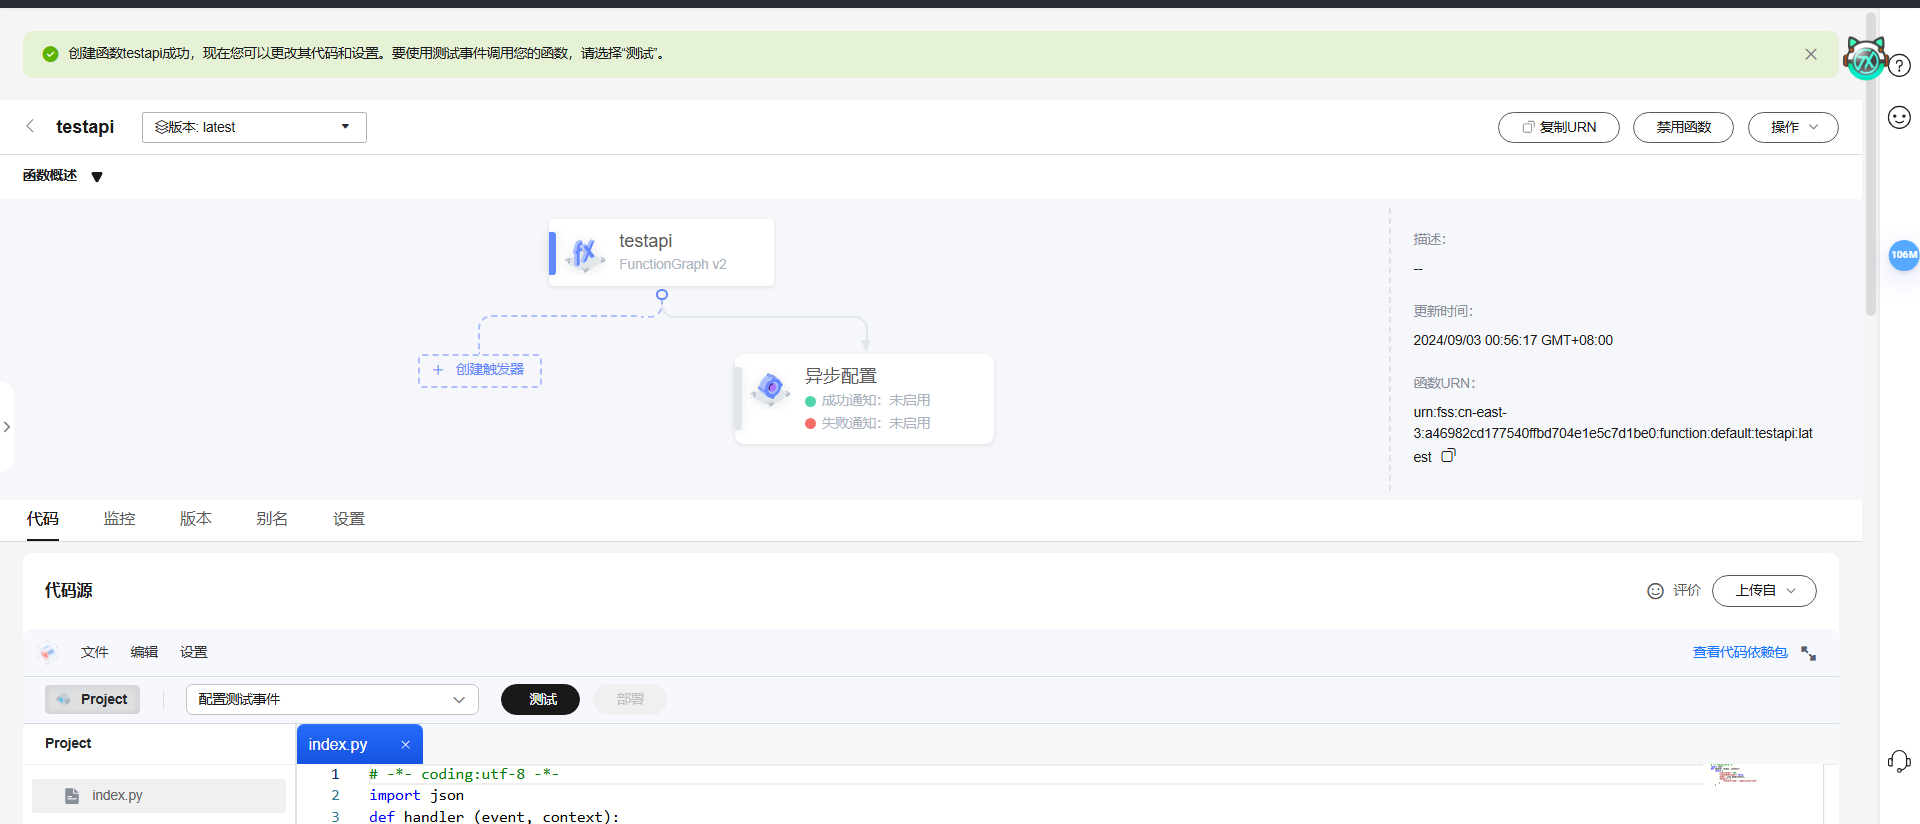 创建函数testapi成功，现在您可以更改其代码和设置。要使用测试事件调用您的函数，请选择“测试”。
testapi
版本: latest
复制URN
禁用函数
操作
函数概述
testapi
FunctionGraph v2
创建触发器
异步配置
成功通知：未启用
失败通知：未启用
描述：
--
更新时间：
2024/09/03 00:56:17 GMT+08:00
函数URN：
urn:fss:cn-east-
3:a46982cd177540ffbd704e1e5c7d1be0:function:default:testapi:lat
est
106M
代码
监控
版本
别名
设置
代码源
评价
上传自
文件
编辑
设置
查看代码依赖包
Project
配置测试事件
测试
部署
Project
index.py
index.py
1 # -*- coding:utf-8 -*-
2 import json
3 def handler (event, context):